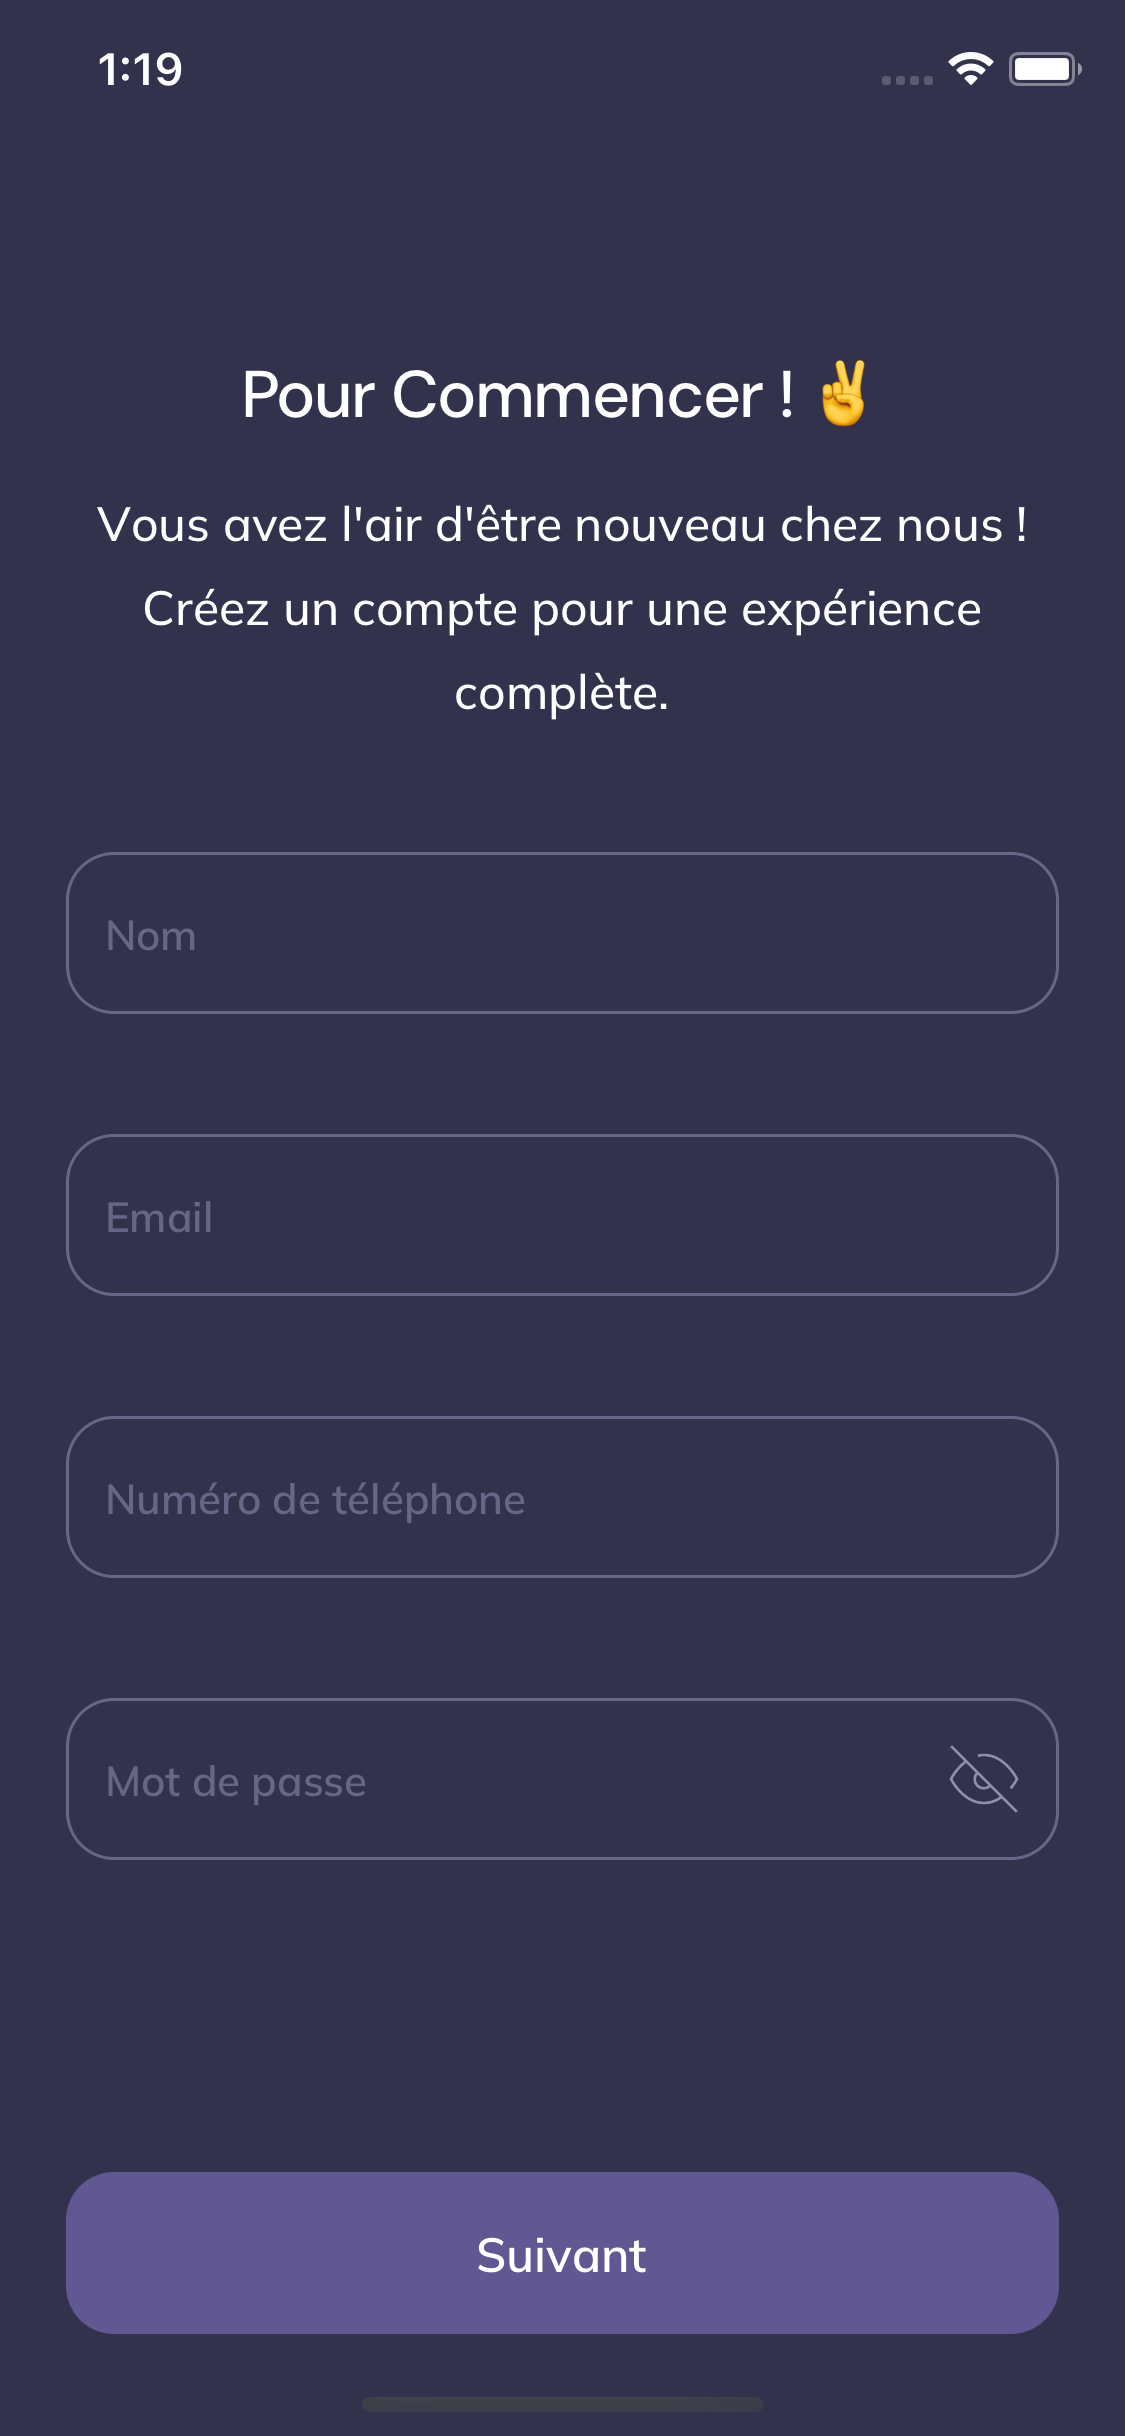 1:19
Pour Commencer ! ✌️
Vous avez l'air d'être nouveau chez nous !
Créez un compte pour une expérience
complète.
Nom
Email
Numéro de téléphone
Mot de passe
Suivant